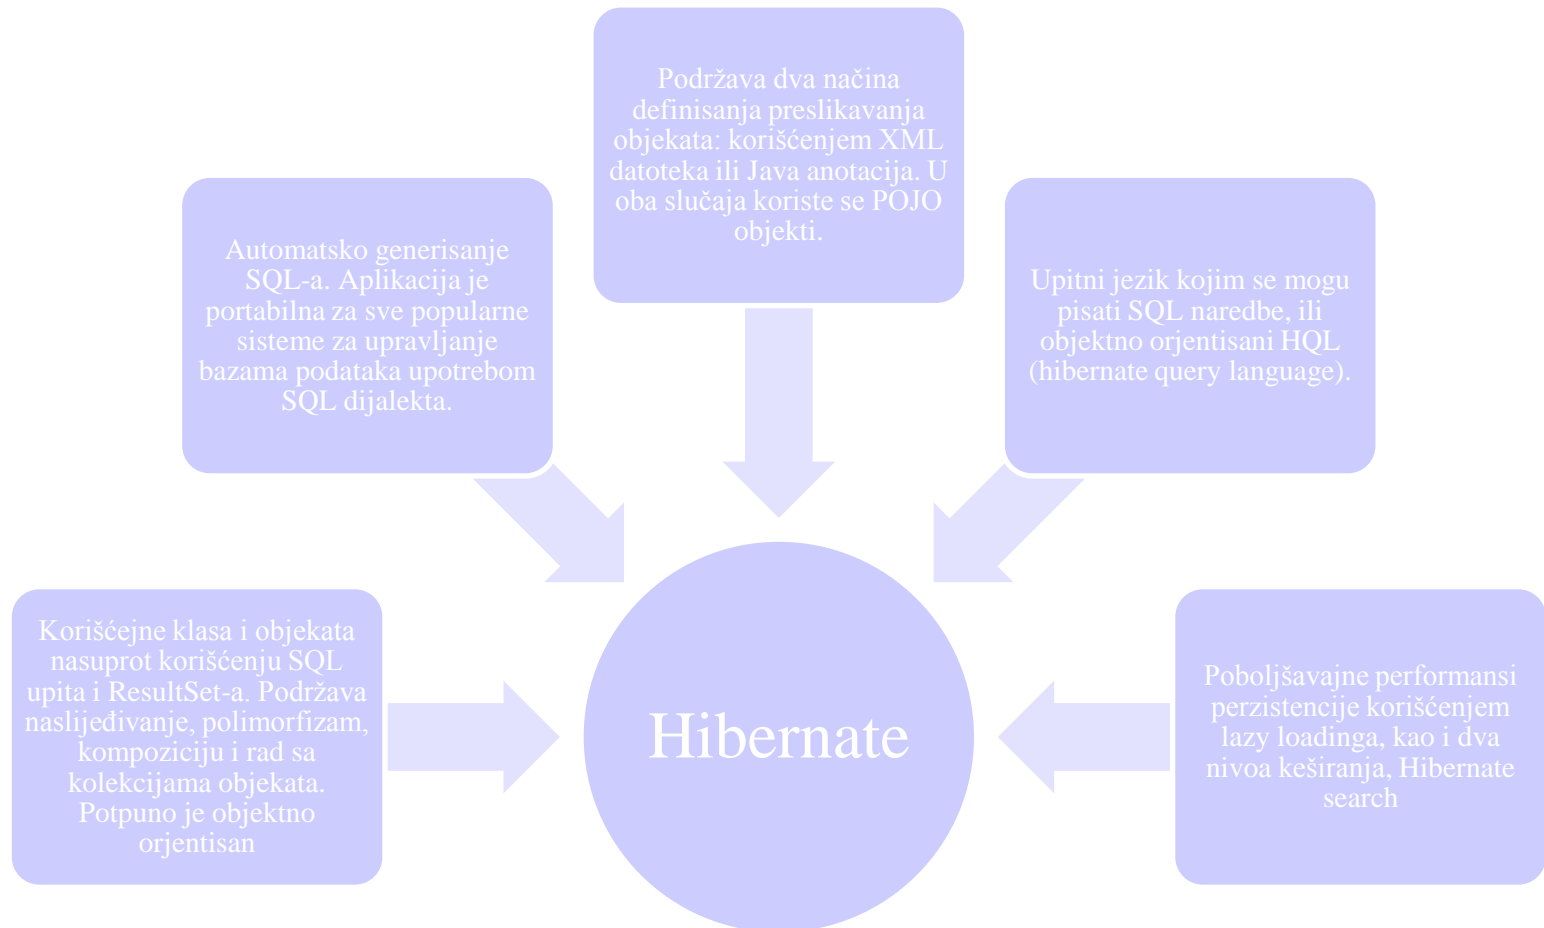 Podržava dva načina
definisanja preslikavanja
objekata: korišćenjem XML
datoteka ili Java anotacija. U
oba slučaja koriste se POJO
objekti.
Automatsko generisanje
SQL-a. Aplikacija je
portabilna za sve popularne
sisteme za upravljanje
bazama podataka upotrebom
SQL dijalekta.
Upitni jezik kojim se mogu
pisati SQL naredbe, ili
objektno orjentisani HQL
(hibernate query language).
Korišćejne klasa i objekata
nasuprot korišćenju SQL
upita i ResultSet-a. Podržava
naslijeđivanje, polimorfizam,
kompoziciju i rad sa
kolekcijama objekata.
Potpuno je objektno
orjentisan
Hibernate
Poboljšavajne performansi
perzistencije korišćenjem
lazy loadinga, kao i dva
nivoa keširanja, Hibernate
search